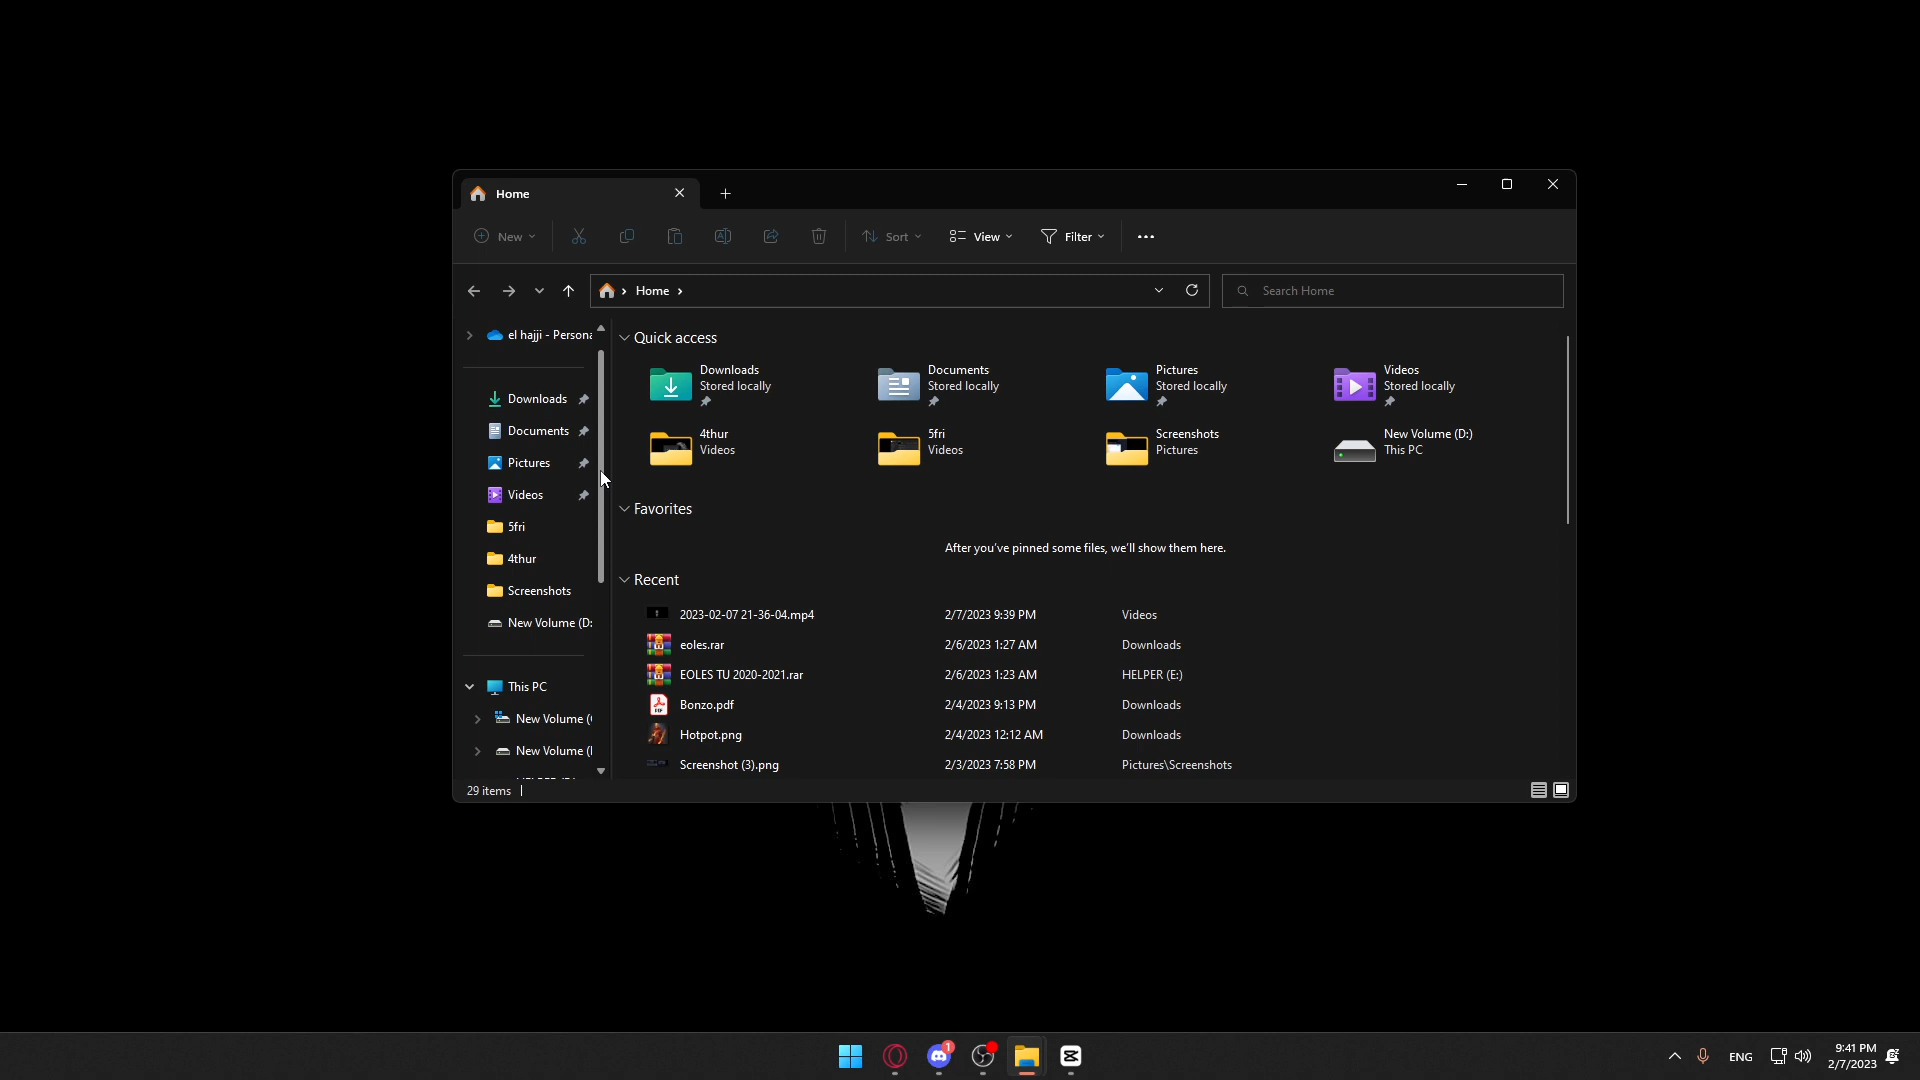 Home
New
Sort
View
Filter
Home
Search Home
el hajji - Persona
Downloads
Documents
Pictures
Videos
5fri
4thur
Screenshots
New Volume (D:
This PC
New Volume (
New Volume (
Quick access
Downloads
Stored locally
Documents
Stored locally
Pictures
Stored locally
Videos
Stored locally
4thur
Videos
5fri
Videos
Screenshots
Pictures
New Volume (D:)
This PC
Favorites
After you've pinned some files, we'll show them here.
Recent
2023-02-07 21-36-04.mp4 2/7/2023 9:39 PM Videos
eoles.rar 2/6/2023 1:27 AM Downloads
EOLES TU 2020-2021.rar 2/6/2023 1:23 AM HELPER (E:)
Bonzo.pdf 2/4/2023 9:13 PM Downloads
Hotpot.png 2/4/2023 12:12 AM Downloads
Screenshot (3).png 2/3/2023 7:58 PM Pictures\Screenshots
29 items
1
ENG
9:41 PM
2/7/2023